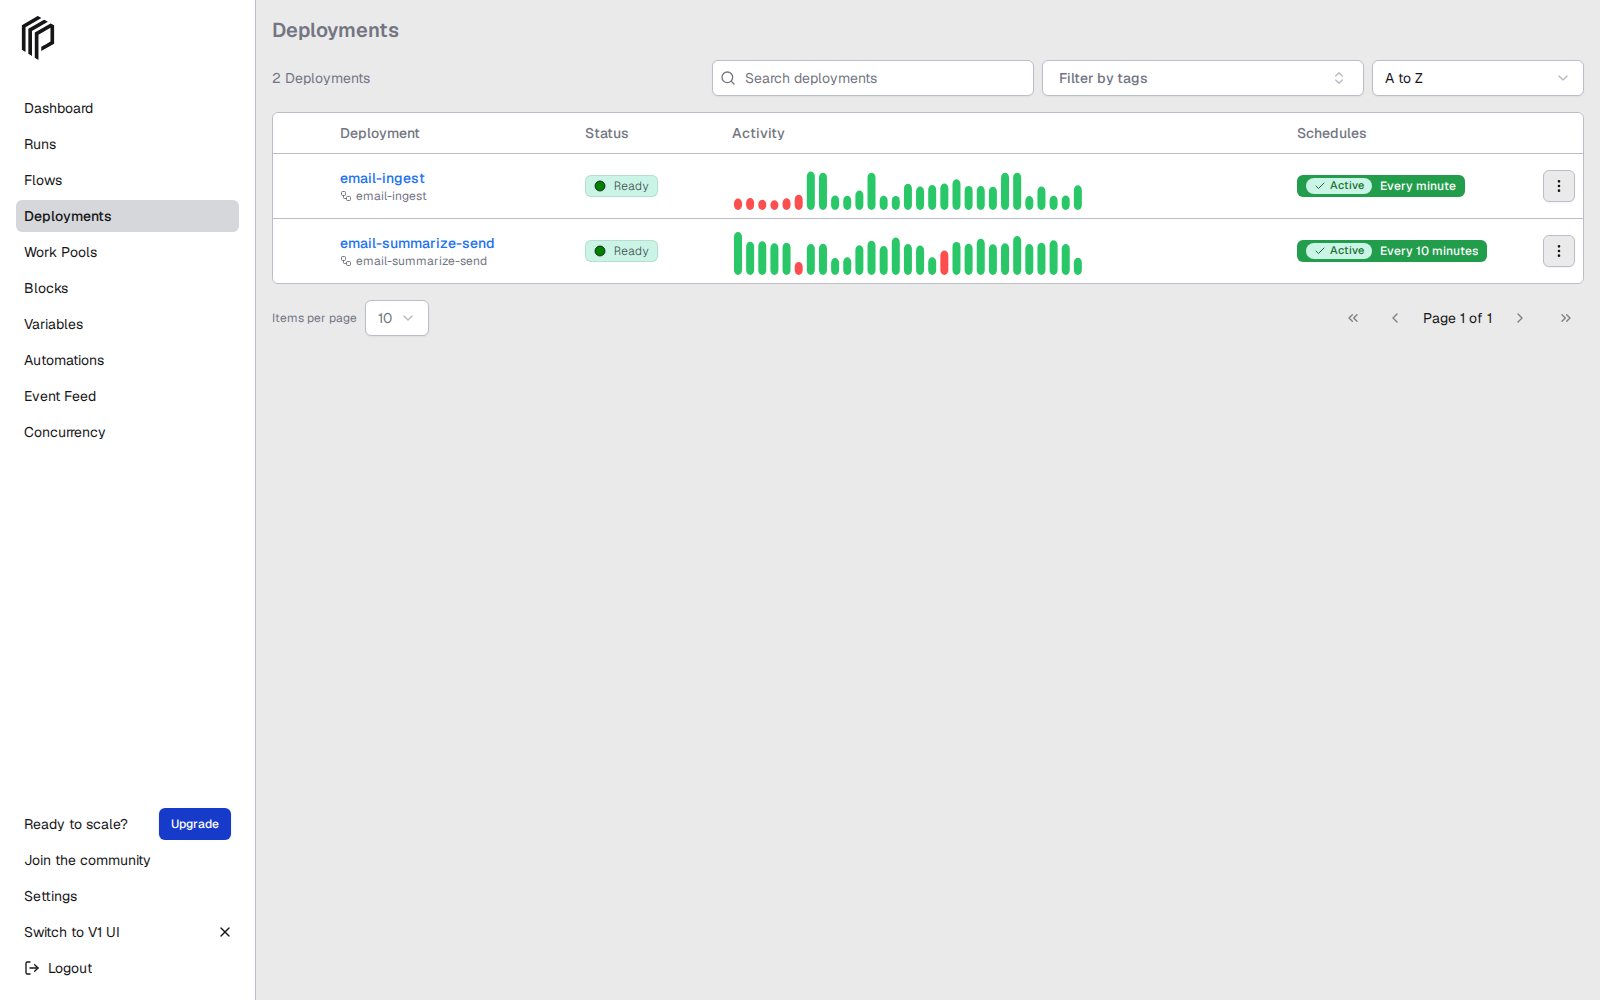 Dashboard
Runs
Flows
Deployments
Work Pools
Blocks
Variables
Automations
Event Feed
Concurrency
Ready to scale? Upgrade
Join the community
Settings
Switch to V1 UI
Logout
Deployments
2 Deployments Search deployments Filter by tags A to Z
Deployment Status Activity Schedules
email-ingest
email-ingest
Ready
Active Every minute
email-summarize-send
email-summarize-send
Ready
Active Every 10 minutes
Items per page 10 Page 1 of 1